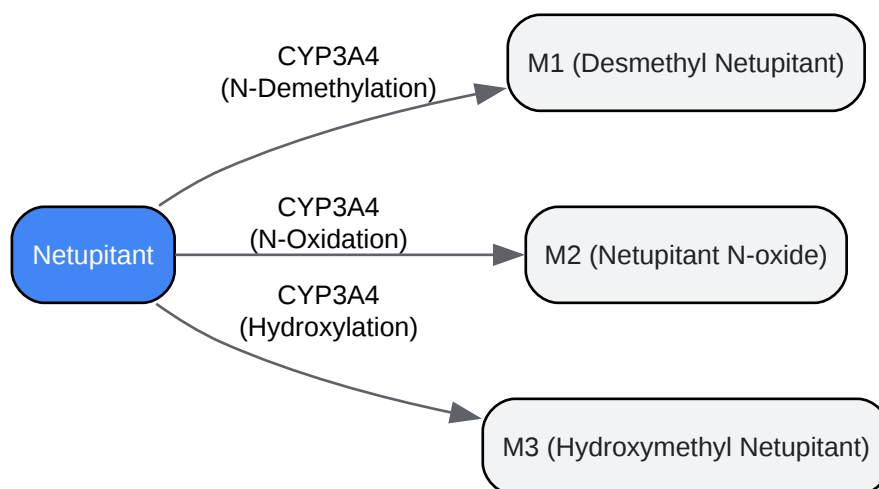 CYP3A4
(N-Demethylation)
M1 (Desmethyl Netupitant)
Netupitant
CYP3A4
(N-Oxidation)
M2 (Netupitant N-oxide)
CYP3A4
(Hydroxylation)
M3 (Hydroxymethyl Netupitant)